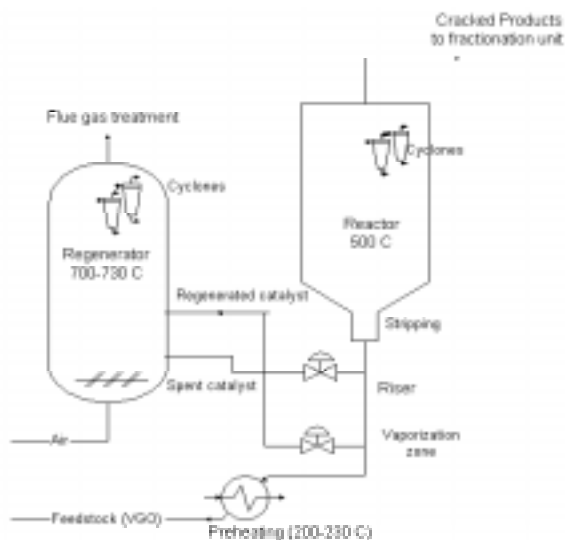 Cracked Products
to fractionation unit
Flue gas treatment
Cyclones
Cyclones
Reactor
500 C
Regenerator
700-730 C
Regenerated catalyst
Stripping
Spent catalyst
Riser
Air
Vaporization
zone
Feedstock (VGO)
Preheating (200-230 C)